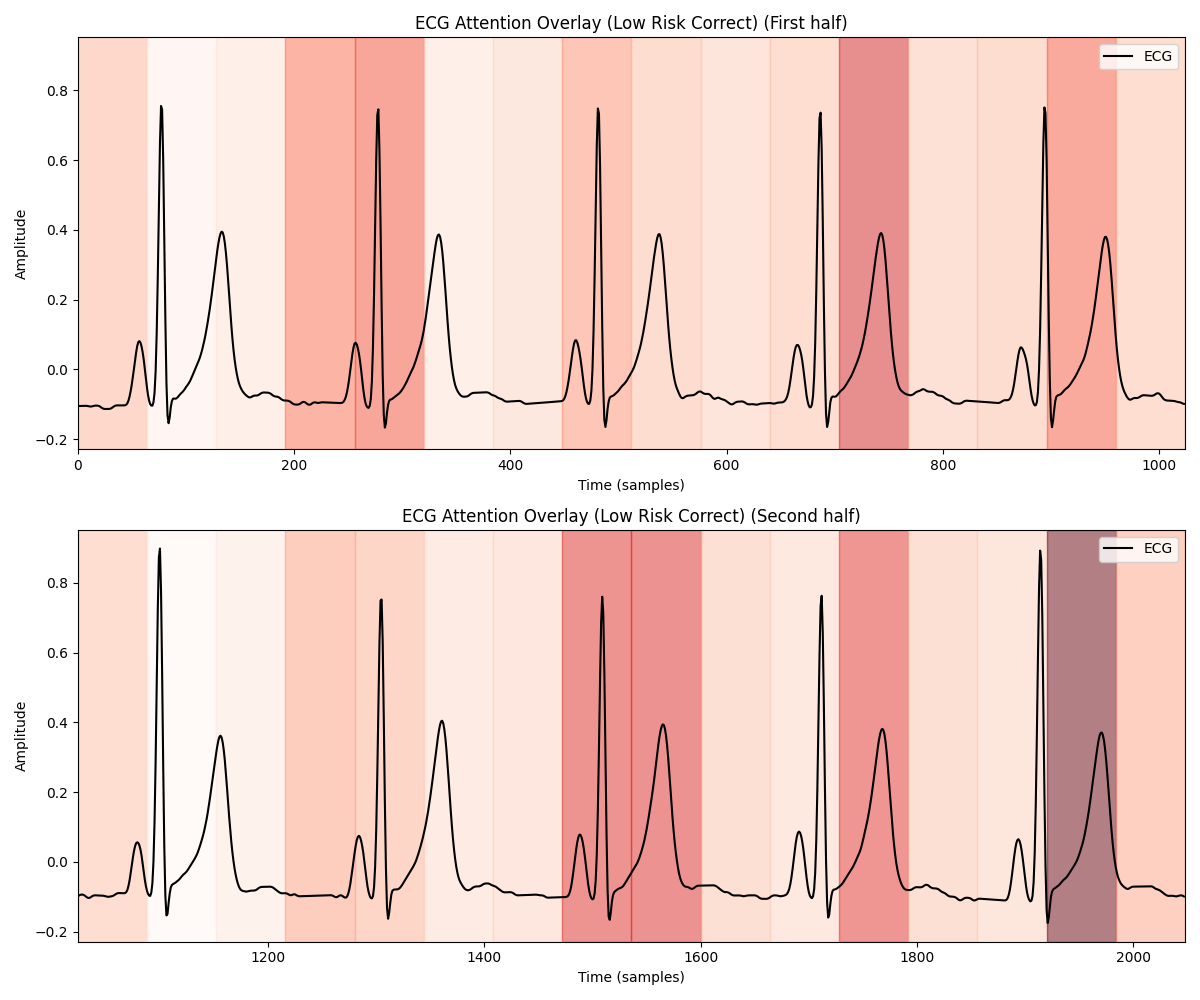 ECG Attention Overlay (Low Risk Correct) (First half)
ECG
Amplitude
0.8
0.6
0.4
0.2
0.0
−0.2
0 200 400 600 800 1000
Time (samples)
ECG Attention Overlay (Low Risk Correct) (Second half)
ECG
Amplitude
0.8
0.6
0.4
0.2
0.0
−0.2
1200 1400 1600 1800 2000
Time (samples)